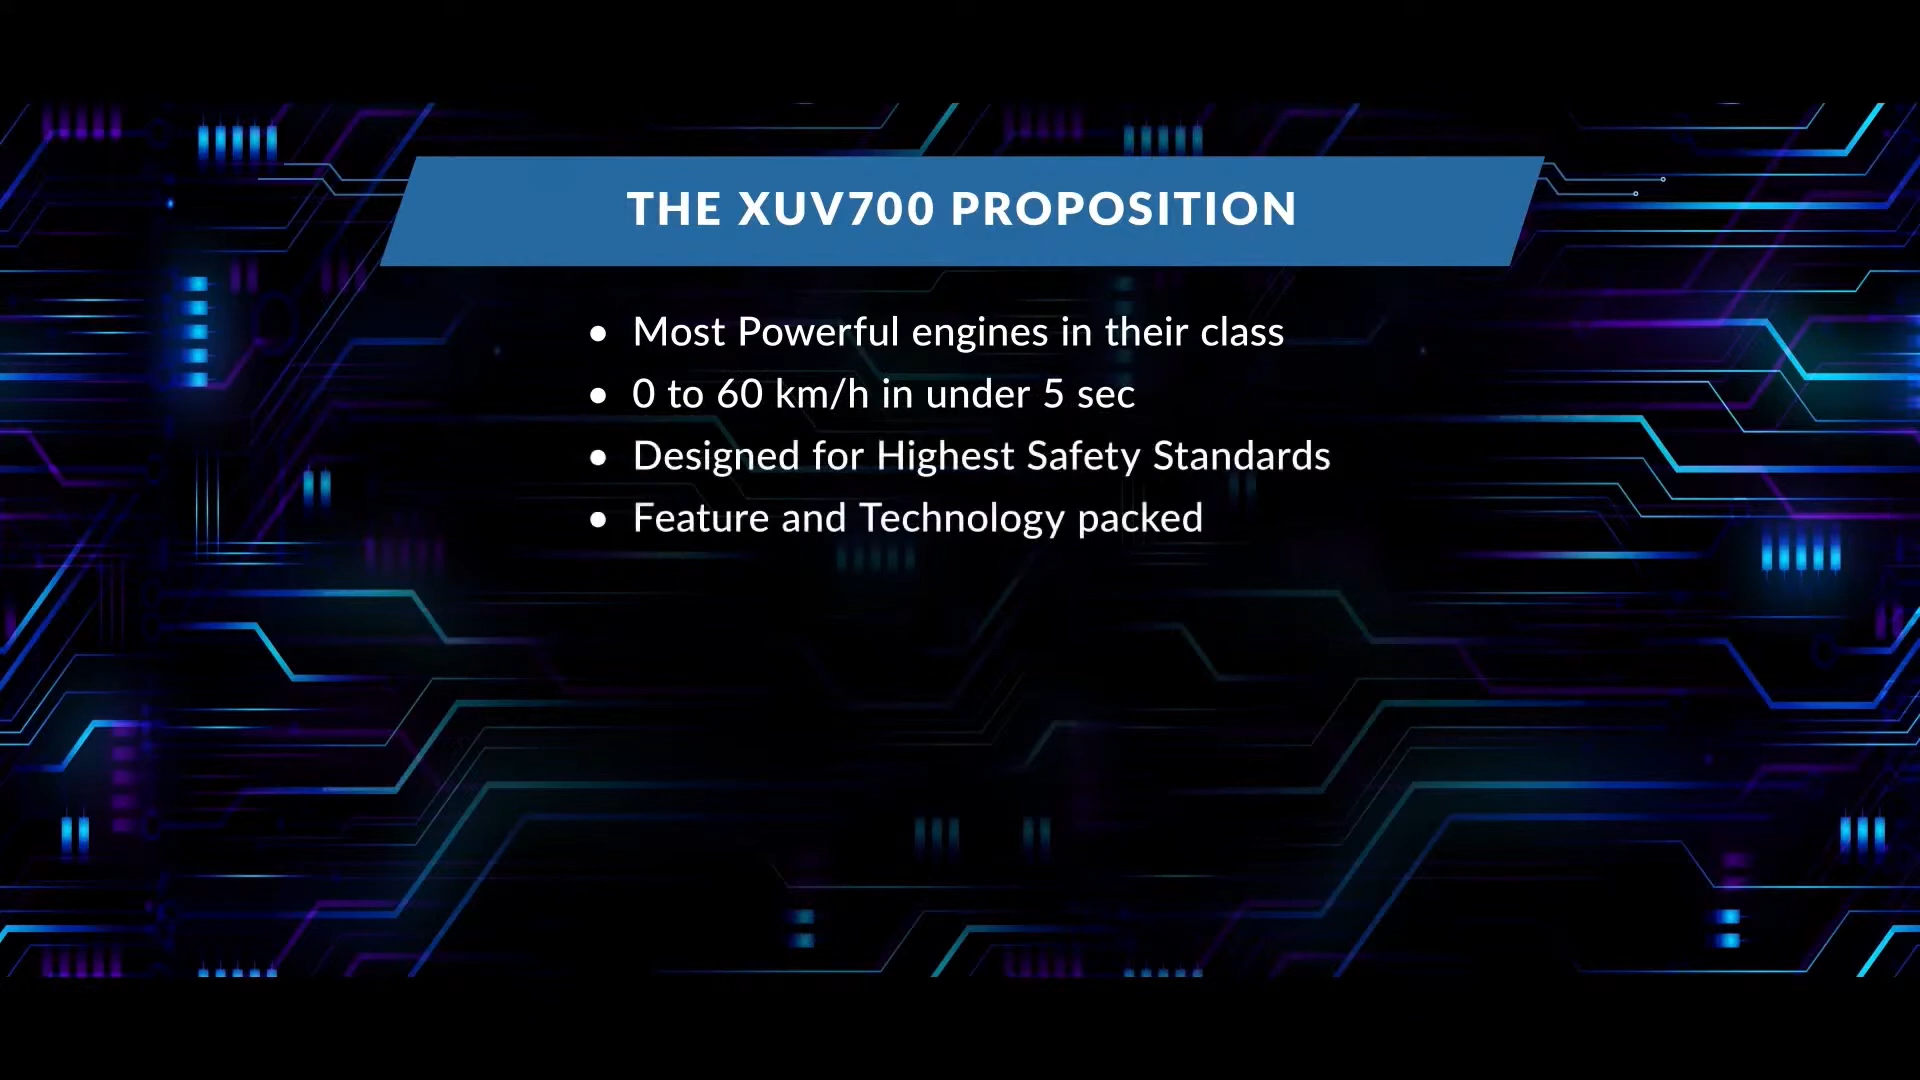 THE XUV700 PROPOSITION
• Most Powerful engines in their class
• 0 to 60 km/h in under 5 sec
• Designed for Highest Safety Standards
• Feature and Technology packed